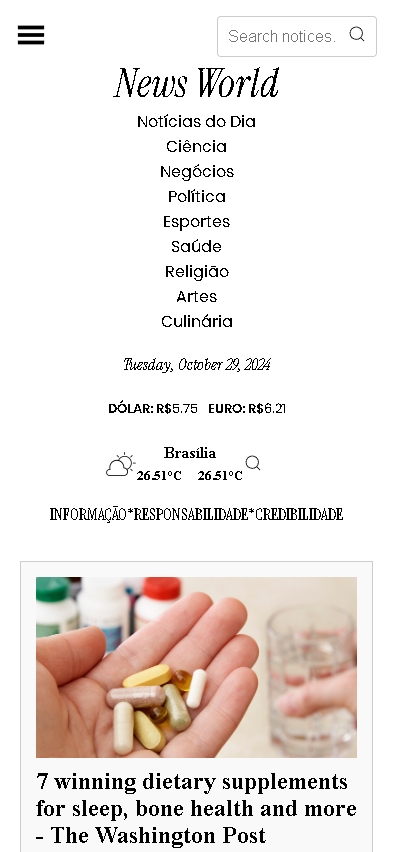 Search notices.
News World
Notícias do Dia
Ciência
Negócios
Política
Esportes
Saúde
Religião
Artes
Culinária
Tuesday, October 29, 2024
DÓLAR: R$5.75 EURO: R$6.21
Brasília
26.51°C 26.51°C
INFORMAÇÃO*RESPONSABILIDADE*CREDIBILIDADE
7 winning dietary supplements
for sleep, bone health and more
- The Washington Post